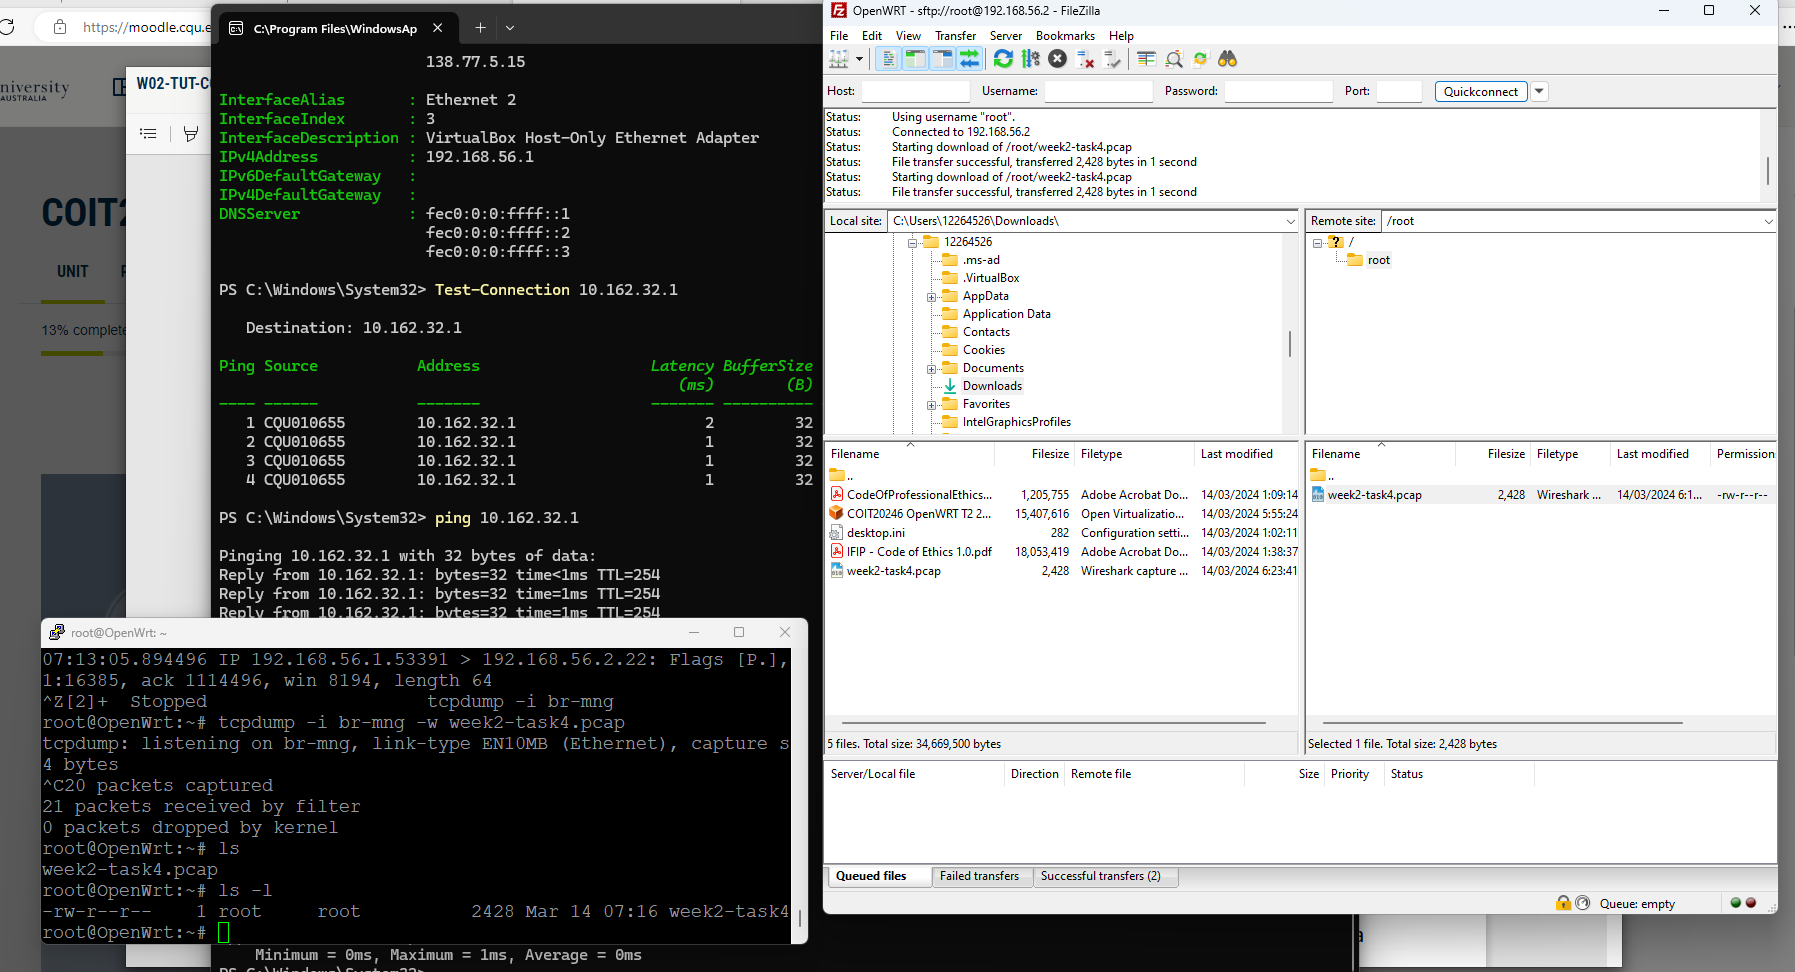 https://moodle.cqu.e
niversity
AUSTRALIA
W02-TUT-C
COIT2
UNIT
13% complete
C:\Program Files\WindowsAp
138.77.5.15
InterfaceAlias : Ethernet 2
InterfaceIndex : 3
InterfaceDescription : VirtualBox Host-Only Ethernet Adapter
IPv4Address : 192.168.56.1
IPv6DefaultGateway :
IPv4DefaultGateway :
DNSServer : fec0:0:0:ffff::1
fec0:0:0:ffff::2
fec0:0:0:ffff::3
PS C:\Windows\System32> Test-Connection 10.162.32.1
Destination: 10.162.32.1
Ping Source Address Latency BufferSize
(ms) (B)
---- ------ ------- ------- ----------
1 CQU010655 10.162.32.1 2 32
2 CQU010655 10.162.32.1 1 32
3 CQU010655 10.162.32.1 1 32
4 CQU010655 10.162.32.1 1 32
PS C:\Windows\System32> ping 10.162.32.1
Pinging 10.162.32.1 with 32 bytes of data:
Reply from 10.162.32.1: bytes=32 time<1ms TTL=254
Reply from 10.162.32.1: bytes=32 time=1ms TTL=254
Reply from 10.162.32.1: bytes=32 time=1ms TTL=254
root@OpenWrt: ~
07:13:05.894496 IP 192.168.56.1.53391 > 192.168.56.2.22: Flags [P.],
1:16385, ack 1114496, win 8194, length 64
^Z[2]+ Stopped tcpdump -i br-mng
root@OpenWrt:~# tcpdump -i br-mng -w week2-task4.pcap
tcpdump: listening on br-mng, link-type EN10MB (Ethernet), capture s
4 bytes
^C20 packets captured
21 packets received by filter
0 packets dropped by kernel
root@OpenWrt:~# ls
week2-task4.pcap
root@OpenWrt:~# ls -l
-rw-r--r-- 1 root root 2428 Mar 14 07:16 week2-task4
root@OpenWrt:~#
Minimum = 0ms, Maximum = 1ms, Average = 0ms
PS C:\Windows\System32>
OpenWRT - sftp://root@192.168.56.2 - FileZilla
File Edit View Transfer Server Bookmarks Help
Host: Username: Password: Port: Quickconnect
Status: Using username "root".
Status: Connected to 192.168.56.2
Status: Starting download of /root/week2-task4.pcap
Status: File transfer successful, transferred 2,428 bytes in 1 second
Status: Starting download of /root/week2-task4.pcap
Status: File transfer successful, transferred 2,428 bytes in 1 second
Local site: C:\Users\12264526\Downloads\
12264526
.ms-ad
.VirtualBox
AppData
Application Data
Contacts
Cookies
Documents
Downloads
Favorites
IntelGraphicsProfiles
Remote site: /root
/
root
Filename Filesize Filetype Last modified
..
CodeOfProfessionalEthics... 1,205,755 Adobe Acrobat Do... 14/03/2024 1:09:14
COIT20246 OpenWRT T2 2... 15,407,616 Open Virtualizatio... 14/03/2024 5:55:24
desktop.ini 282 Configuration setti... 14/03/2024 1:02:11
IFIP - Code of Ethics 1.0.pdf 18,053,419 Adobe Acrobat Do... 14/03/2024 1:38:37
week2-task4.pcap 2,428 Wireshark capture ... 14/03/2024 6:23:41
5 files. Total size: 34,669,500 bytes
Filename Filesize Filetype Last modified Permission
..
week2-task4.pcap 2,428 Wireshark ... 14/03/2024 6:1... -rw-r--r--
Selected 1 file. Total size: 2,428 bytes
Server/Local file Direction Remote file Size Priority Status
Queued files Failed transfers Successful transfers (2)
Queue: empty